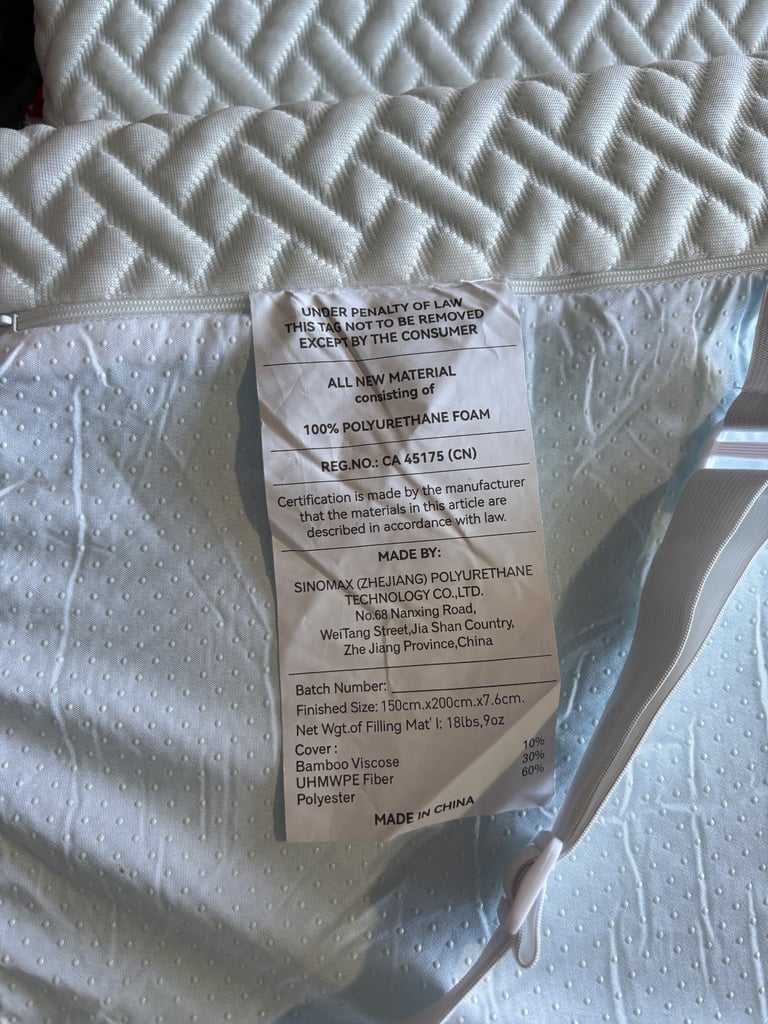 UNDER PENALTY OF LAW
THIS TAG NOT TO BE REMOVED
EXCEPT BY THE CONSUMER
ALL NEW MATERIAL
consisting of
100% POLYURETHANE FOAM
REG.NO.: CA 45175 (CN)
Certification is made by the manufacturer
that the materials in this article are
described in accordance with law.
MADE BY:
SINOMAX (ZHEJIANG) POLYURETHANE
TECHNOLOGY CO.,LTD.
No.68 Nanxing Road,
WeiTang Street,Jia Shan Country,
Zhe Jiang Province,China
Batch Number:
Finished Size: 150cm.x200cm.x7.6cm.
Net Wgt.of Filling Mat' l: 18lbs,9oz
Cover :
Bamboo Viscose 10%
UHMWPE Fiber 30%
Polyester 60%
MADE IN CHINA